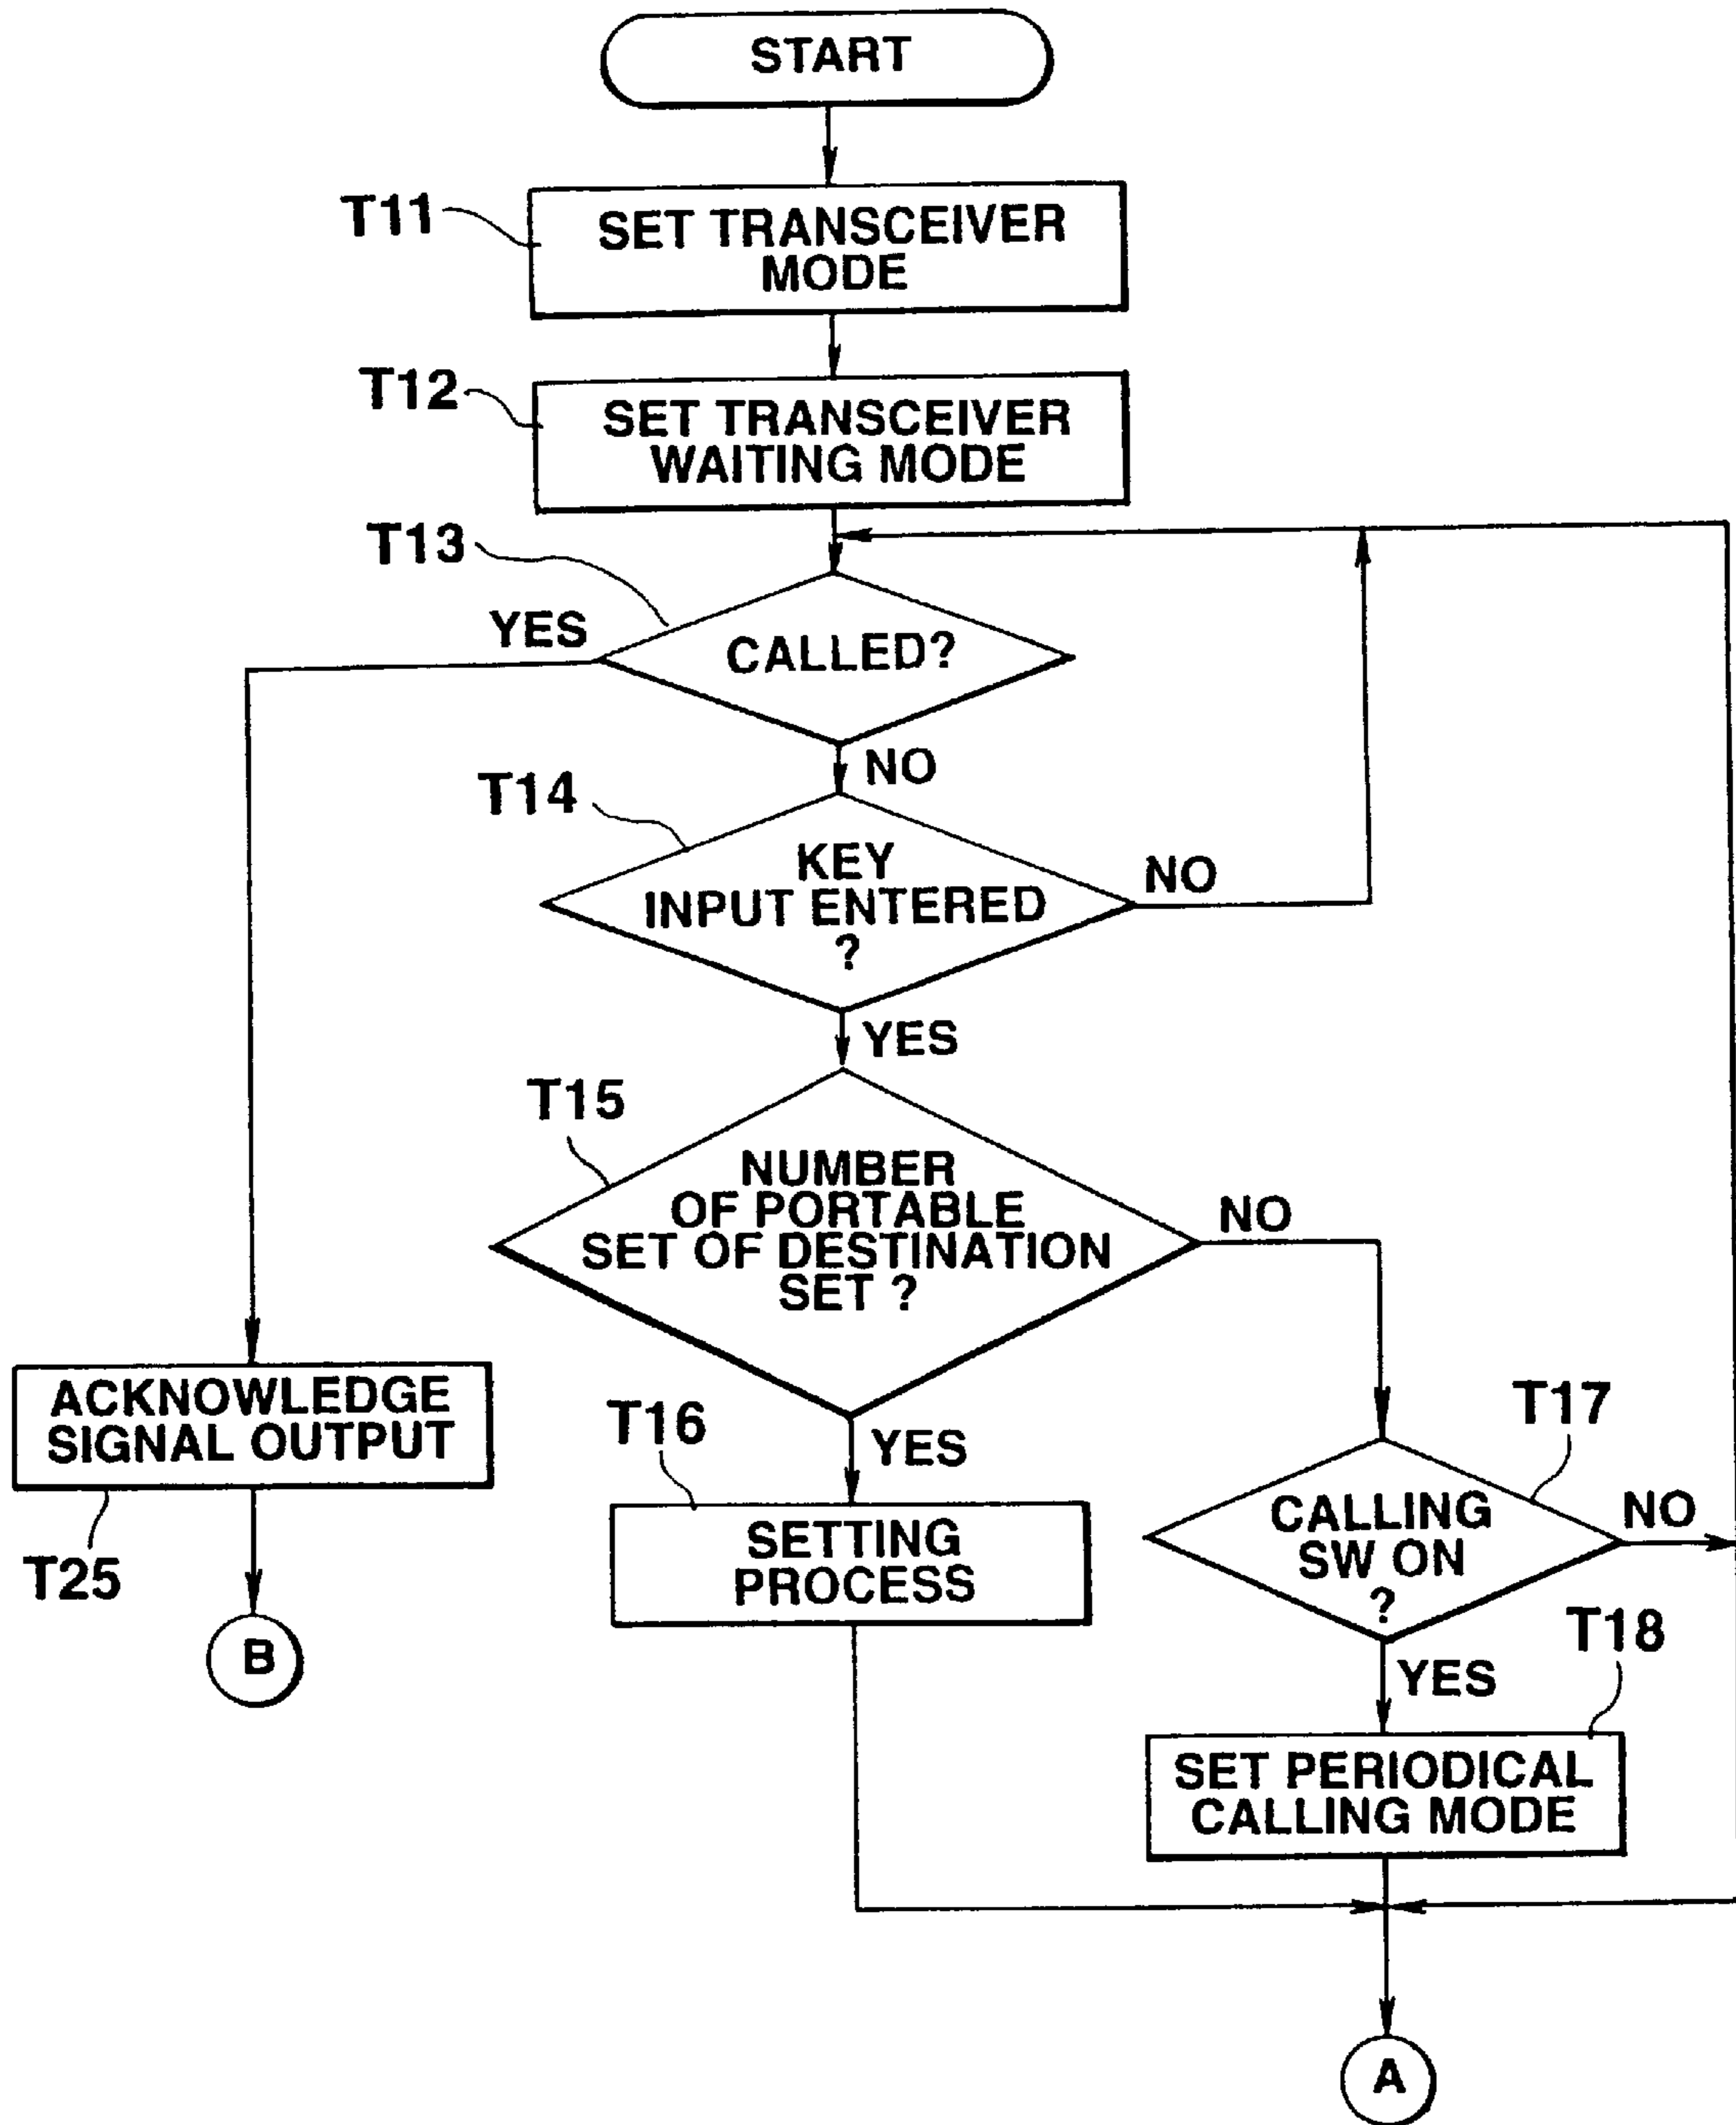 START
T11
SET TRANSCEIVER
MODE
T12
SET TRANSCEIVER
WAITING MODE
T13
YES
CALLED?
NO
T14
KEY
INPUT ENTERED
?
NO
YES
T15
NUMBER
OF PORTABLE
SET OF DESTINATION
SET ?
NO
ACKNOWLEDGE
SIGNAL OUTPUT
T25
B
T16
YES
SETTING
PROCESS
T17
CALLING
SW ON
?
NO
T18
YES
SET PERIODICAL
CALLING MODE
A